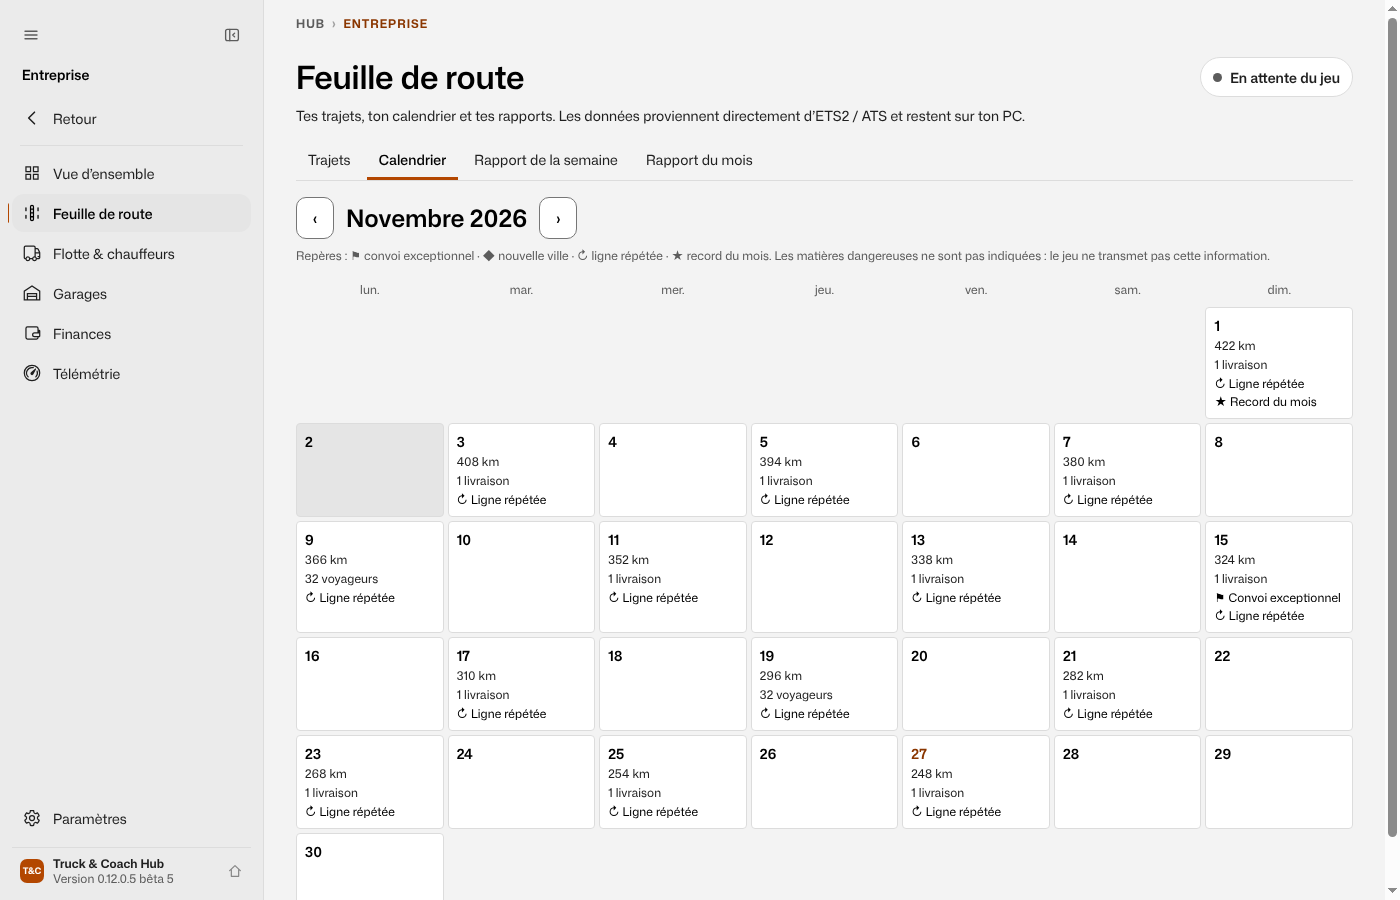 HUB › ENTREPRISE
Entreprise
Retour
Vue d'ensemble
Feuille de route
Flotte & chauffeurs
Garages
Finances
Télémétrie
Paramètres
T&C
Truck & Coach Hub
Version 0.12.0.5 bêta 5
Feuille de route
En attente du jeu
Tes trajets, ton calendrier et tes rapports. Les données proviennent directement d'ETS2 / ATS et restent sur ton PC.
Trajets Calendrier Rapport de la semaine Rapport du mois
‹ Novembre 2026 ›
Repères : ⚑ convoi exceptionnel · ◆ nouvelle ville · ↻ ligne répétée · ★ record du mois. Les matières dangereuses ne sont pas indiquées : le jeu ne transmet pas cette information.
lun. mar. mer. jeu. ven. sam. dim.
1
422 km
1 livraison
↻ Ligne répétée
★ Record du mois
2
3
408 km
1 livraison
↻ Ligne répétée
4
5
394 km
1 livraison
↻ Ligne répétée
6
7
380 km
1 livraison
↻ Ligne répétée
8
9
366 km
32 voyageurs
↻ Ligne répétée
10
11
352 km
1 livraison
↻ Ligne répétée
12
13
338 km
1 livraison
↻ Ligne répétée
14
15
324 km
1 livraison
⚑ Convoi exceptionnel
↻ Ligne répétée
16
17
310 km
1 livraison
↻ Ligne répétée
18
19
296 km
32 voyageurs
↻ Ligne répétée
20
21
282 km
1 livraison
↻ Ligne répétée
22
23
268 km
1 livraison
↻ Ligne répétée
24
25
254 km
1 livraison
↻ Ligne répétée
26
27
248 km
1 livraison
↻ Ligne répétée
28
29
30